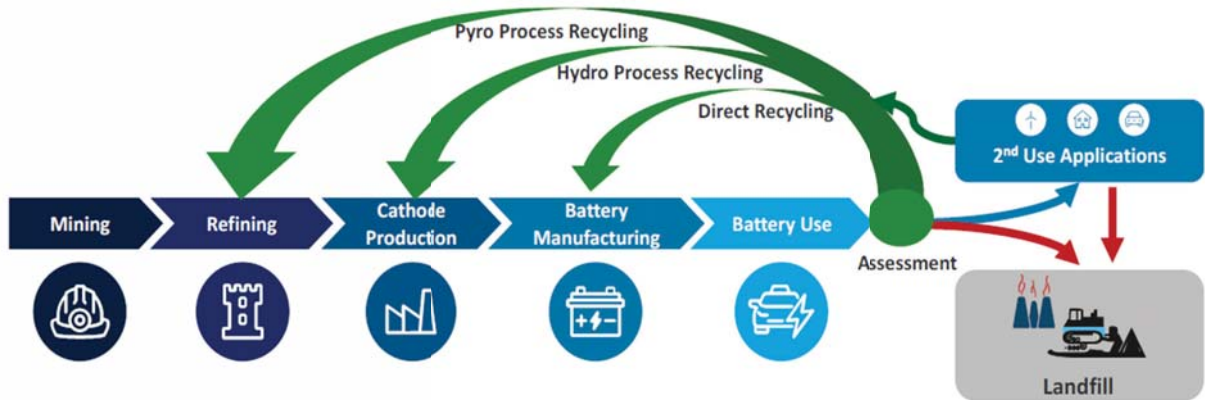 Pyro Process Recycling
Hydro Process Recycling
Direct Recycling
2nd Use Applications
Mining
Refining
Cathode
Production
Battery
Manufacturing
Battery Use
Assessment
Landfill